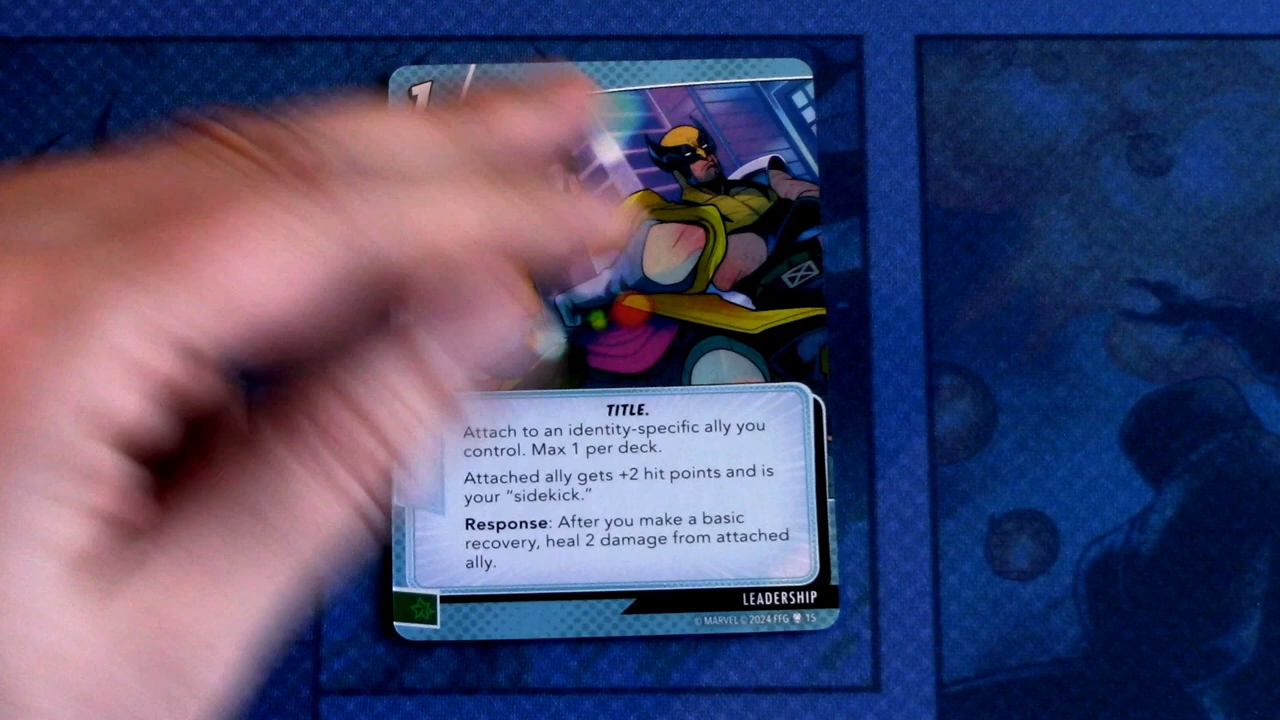 1
TITLE.
Attach to an identity-specific ally you
control. Max 1 per deck.
Attached ally gets +2 hit points and is
your “sidekick.”
Response: After you make a basic
recovery, heal 2 damage from attached
ally.
LEADERSHIP
© MARVEL © 2024 FFG 15